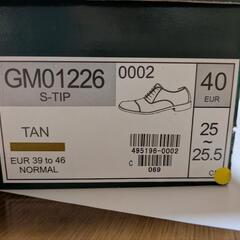 GM01226
S-TIP
0002
40
EUR
TAN
EUR 39 to 46
NORMAL
495196-0002
C
069
25
~
25.5